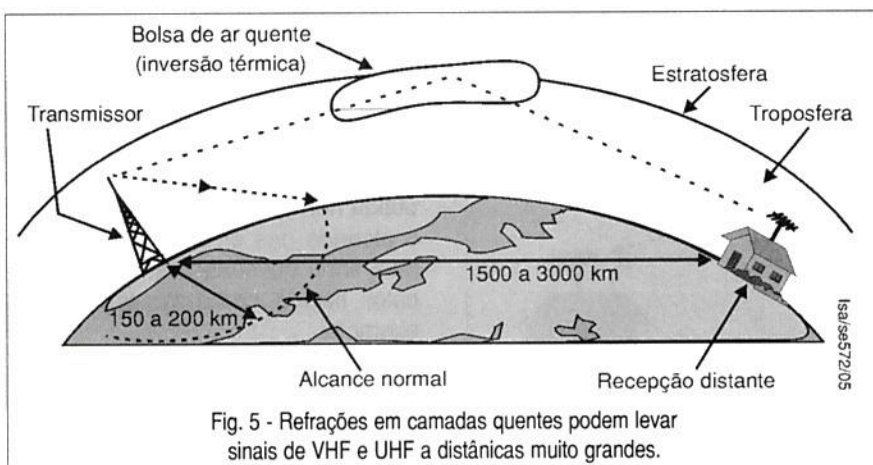 Bolsa de ar quente
(inversão térmica)
Estratosfera
Transmissor
Troposfera
1500 a 3000 km
150 a 200 km
Alcance normal
Recepção distante
Isa/se572/05
Fig. 5 - Refrações em camadas quentes podem levar
sinais de VHF e UHF a distânicas muito grandes.